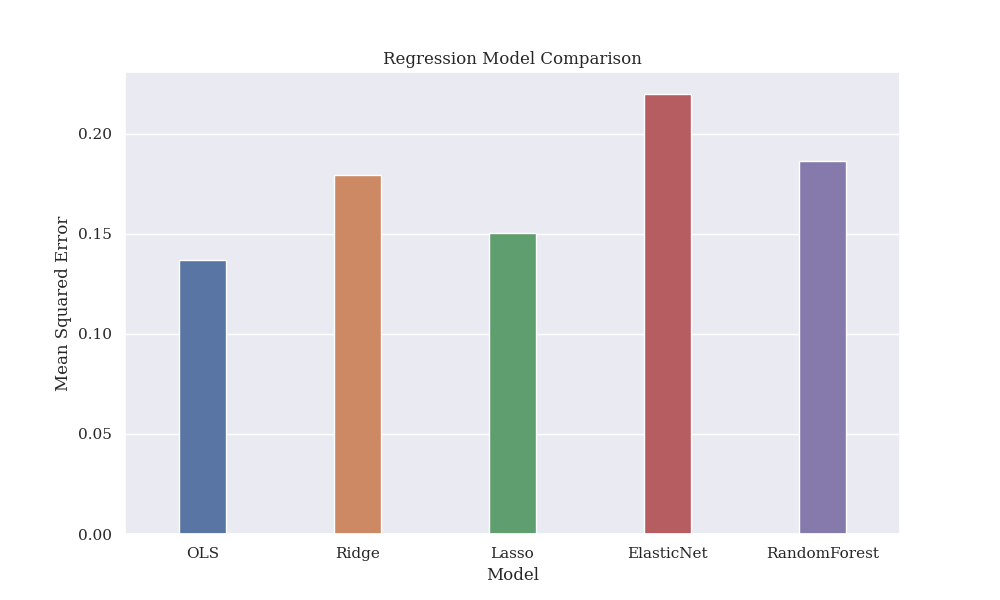 Regression Model Comparison
Mean Squared Error
0.20
0.15
0.10
0.05
0.00
OLS Ridge Lasso ElasticNet RandomForest
Model